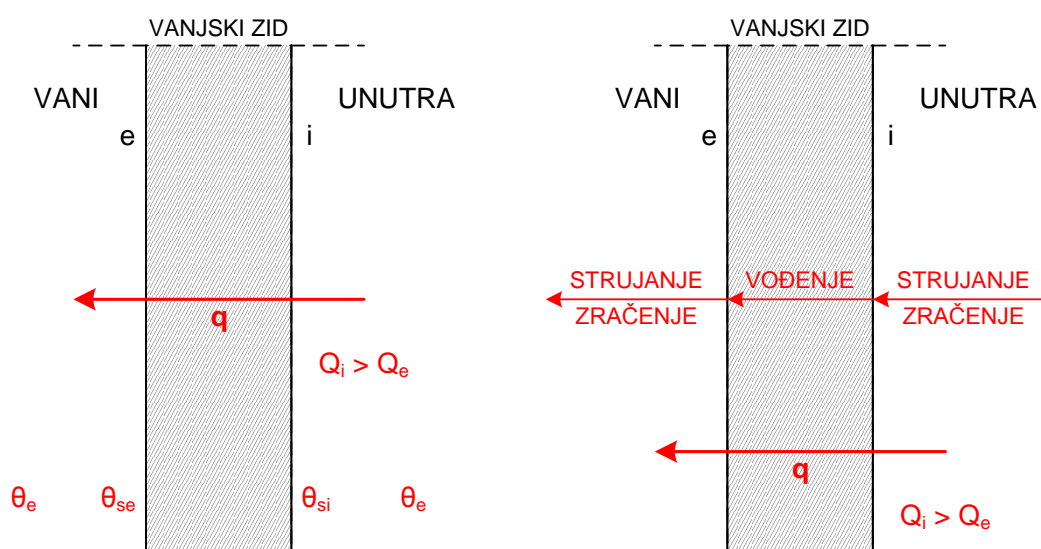 VANJSKI ZID
VANI
UNUTRA
e
i
q
Qi > Qe
θe
θse
θsi
θe
VANJSKI ZID
VANI
UNUTRA
e
i
STRUJANJE
VOĐENJE
STRUJANJE
ZRAČENJE
ZRAČENJE
q
Qi > Qe